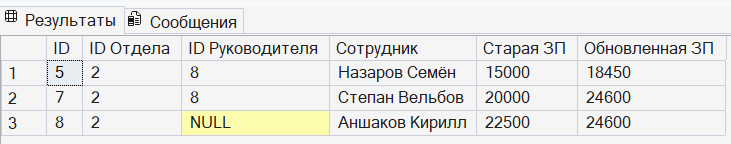 Результаты Сообщения
ID ID Отдела ID Руководителя Сотрудник Старая ЗП Обновленная ЗП
1 5 2 8 Назаров Семён 15000 18450
2 7 2 8 Степан Вельбов 20000 24600
3 8 2 NULL Аншаков Кирилл 22500 24600